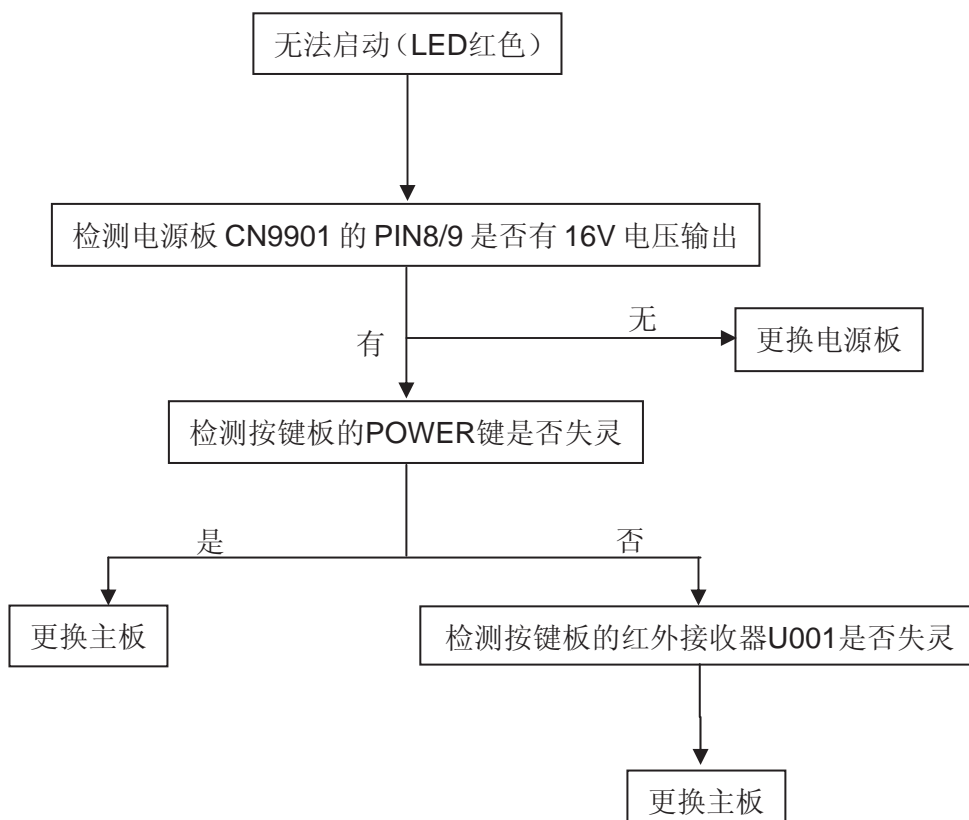 无法启动（LED红色）
检测电源板 CN9901 的 PIN8/9 是否有 16V 电压输出
无
有
更换电源板
检测按键板的POWER键是否失灵
是
否
更换主板
检测按键板的红外接收器U001是否失灵
更换主板